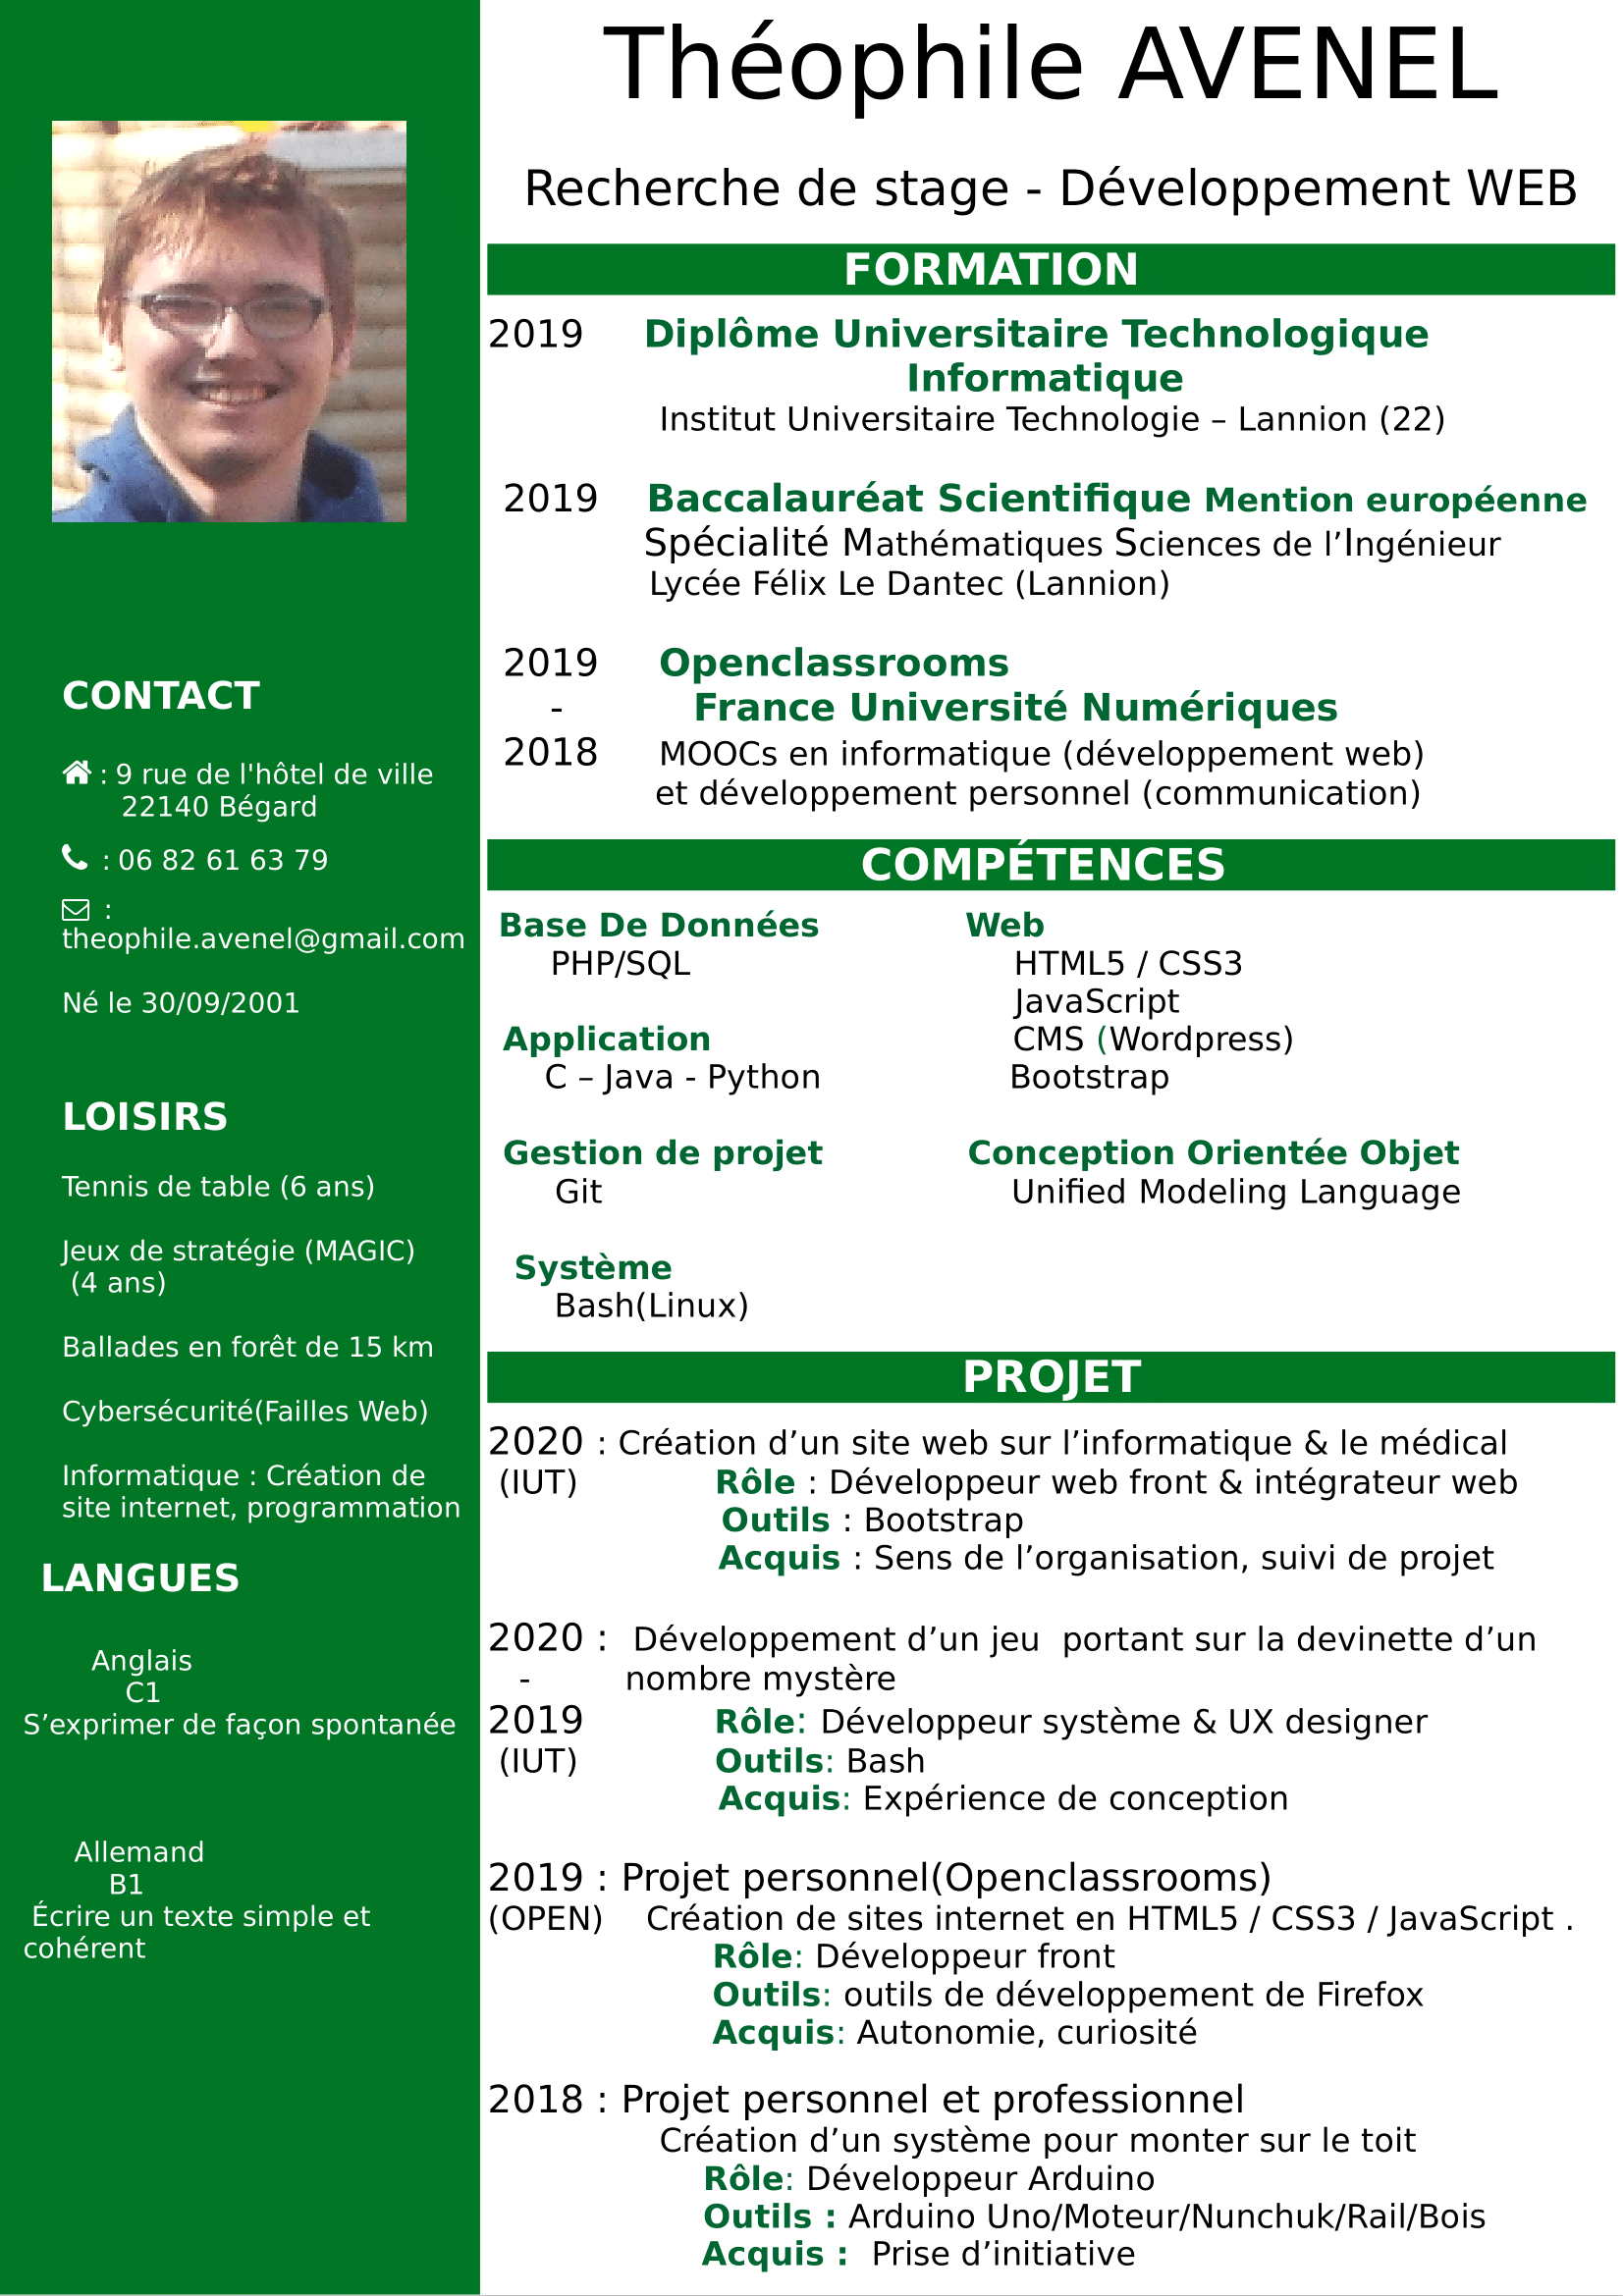 Théophile AVENEL
Recherche de stage - Développement WEB
FORMATION
2019 Diplôme Universitaire Technologique
Informatique
Institut Universitaire Technologie – Lannion (22)
2019 Baccalauréat Scientifique Mention européenne
Spécialité Mathématiques Sciences de l’Ingénieur
Lycée Félix Le Dantec (Lannion)
2019 Openclassrooms
- France Université Numériques
2018 MOOCs en informatique (développement web)
et développement personnel (communication)
COMPÉTENCES
Base De Données
PHP/SQL
Application
C – Java - Python
Gestion de projet
Git
Système
Bash(Linux)
Web
HTML5 / CSS3
JavaScript
CMS (Wordpress)
Bootstrap
Conception Orientée Objet
Unified Modeling Language
PROJET
2020 : Création d’un site web sur l’informatique & le médical
(IUT) Rôle : Développeur web front & intégrateur web
Outils : Bootstrap
Acquis : Sens de l’organisation, suivi de projet
2020 : Développement d’un jeu portant sur la devinette d’un
- nombre mystère
2019 Rôle: Développeur système & UX designer
(IUT) Outils: Bash
Acquis: Expérience de conception
2019 : Projet personnel(Openclassrooms)
(OPEN) Création de sites internet en HTML5 / CSS3 / JavaScript .
Rôle: Développeur front
Outils: outils de développement de Firefox
Acquis: Autonomie, curiosité
2018 : Projet personnel et professionnel
Création d’un système pour monter sur le toit
Rôle: Développeur Arduino
Outils : Arduino Uno/Moteur/Nunchuk/Rail/Bois
Acquis : Prise d’initiative
CONTACT
: 9 rue de l'hôtel de ville
22140 Bégard
: 06 82 61 63 79
:
theophile.avenel@gmail.com
Né le 30/09/2001
LOISIRS
Tennis de table (6 ans)
Jeux de stratégie (MAGIC)
(4 ans)
Ballades en forêt de 15 km
Cybersécurité(Failles Web)
Informatique : Création de
site internet, programmation
LANGUES
Anglais
C1
S’exprimer de façon spontanée
Allemand
B1
Écrire un texte simple et
cohérent